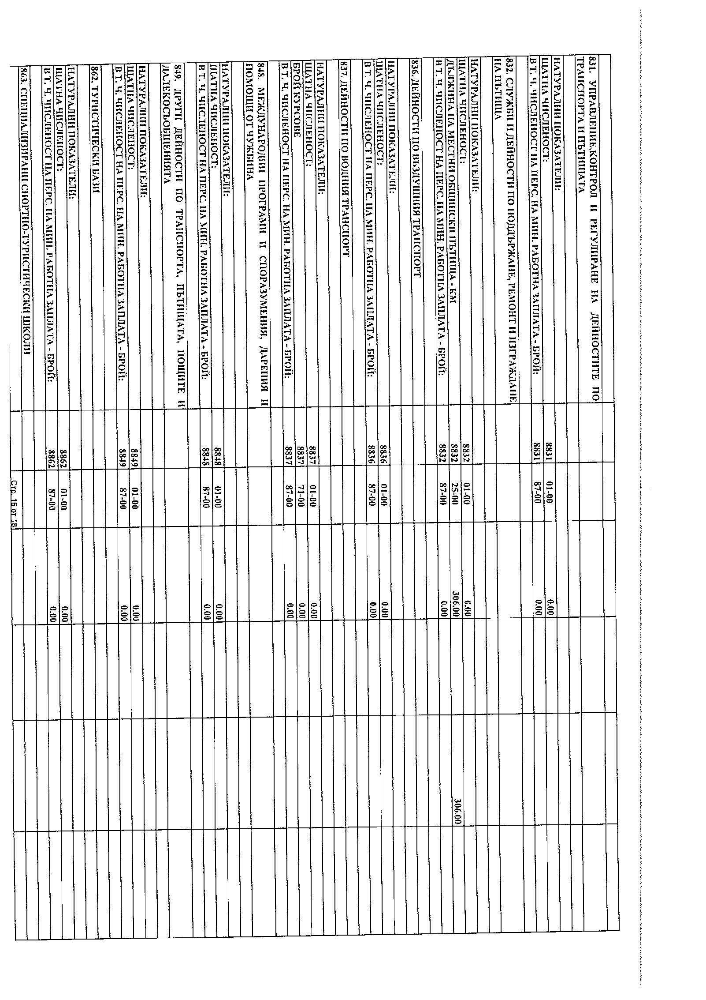 831. УПРАВЛЕНИЕ,КОНТРОЛ И РЕГУЛИРАНЕ НА ДЕЙНОСТИТЕ ПО
ТРАНСПОРТА И ПЪТИЩАТА
НАТУРАЛНИ ПОКАЗАТЕЛИ:
ЩАТНА ЧИСЛЕНОСТ: 8831 01-00 0.00
В Т. Ч. ЧИСЛЕНОСТ НА ПЕРС. НА МИН. РАБОТНА ЗАПЛАТА - БРОЙ: 8831 87-00 0.00
832. СЛУЖБИ И ДЕЙНОСТИ ПО ПОДДЪРЖАНЕ, РЕМОНТ И ИЗГРАЖДАНЕ
НА ПЪТИЩА
НАТУРАЛНИ ПОКАЗАТЕЛИ:
ЩАТНА ЧИСЛЕНОСТ: 8832 01-00 0.00
ДЪЛЖИНА НА МЕСТНИ ОБЩИНСКИ ПЪТИЩА - КМ 8832 25-00 306.00 306.00
В Т. Ч. ЧИСЛЕНОСТ НА ПЕРС. НА МИН. РАБОТНА ЗАПЛАТА - БРОЙ: 8832 87-00 0.00
836. ДЕЙНОСТИ ПО ВЪЗДУШНИЯ ТРАНСПОРТ
НАТУРАЛНИ ПОКАЗАТЕЛИ:
ЩАТНА ЧИСЛЕНОСТ: 8836 01-00 0.00
В Т. Ч. ЧИСЛЕНОСТ НА ПЕРС. НА МИН. РАБОТНА ЗАПЛАТА - БРОЙ: 8836 87-00 0.00
837. ДЕЙНОСТИ ПО ВОДНИЯ ТРАНСПОРТ
НАТУРАЛНИ ПОКАЗАТЕЛИ:
ЩАТНА ЧИСЛЕНОСТ: 8837 01-00 0.00
БРОЙ КУРСОВЕ 8837 71-00 0.00
В Т. Ч. ЧИСЛЕНОСТ НА ПЕРС. НА МИН. РАБОТНА ЗАПЛАТА - БРОЙ: 8837 87-00 0.00
848. МЕЖДУНАРОДНИ ПРОГРАМИ И СПОРАЗУМЕНИЯ, ДАРЕНИЯ И
ПОМОЩИ ОТ ЧУЖБИНА
НАТУРАЛНИ ПОКАЗАТЕЛИ:
ЩАТНА ЧИСЛЕНОСТ: 8848 01-00 0.00
В Т. Ч. ЧИСЛЕНОСТ НА ПЕРС. НА МИН. РАБОТНА ЗАПЛАТА - БРОЙ: 8848 87-00 0.00
849. ДРУГИ ДЕЙНОСТИ ПО ТРАНСПОРТА, ПЪТИЩАТА, ПОЩИТЕ И
ДАЛЕКОСЪОБЩЕНИЯТА
НАТУРАЛНИ ПОКАЗАТЕЛИ:
ЩАТНА ЧИСЛЕНОСТ: 8849 01-00 0.00
В Т. Ч. ЧИСЛЕНОСТ НА ПЕРС. НА МИН. РАБОТНА ЗАПЛАТА - БРОЙ: 8849 87-00 0.00
862. ТУРИСТИЧЕСКИ БАЗИ
НАТУРАЛНИ ПОКАЗАТЕЛИ:
ЩАТНА ЧИСЛЕНОСТ: 8862 01-00 0.00
В Т. Ч. ЧИСЛЕНОСТ НА ПЕРС. НА МИН. РАБОТНА ЗАПЛАТА - БРОЙ: 8862 87-00 0.00
863. СПЕЦИАЛИЗИРАНИ СПОРТНО-ТУРИСТИЧЕСКИ ШКОЛИ
Стр. 16 от 18